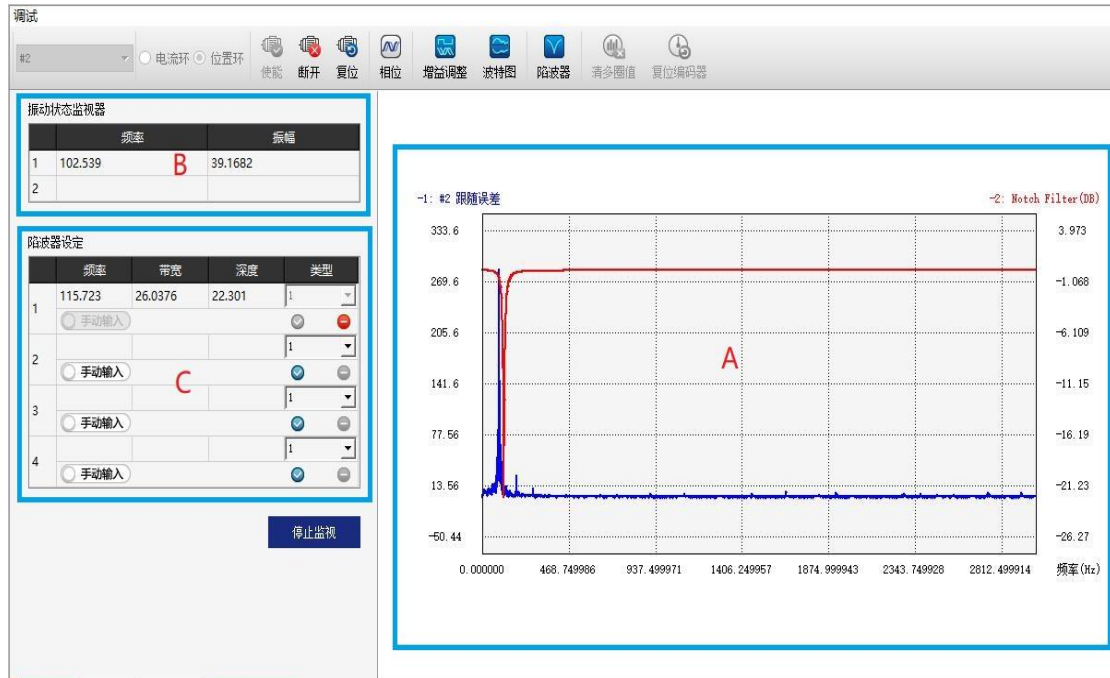 调试
#2 电流环 位置环 使能 断开 复位 相位 增益调整 波特图 陷波器 清多圈值 复位编码器
振动状态监视器
频率 振幅
1 102.539 39.1682
2
B
陷波器设定
频率 带宽 深度 类型
1 115.723 26.0376 22.301 1
手动输入
2 1
手动输入
3 1
手动输入
4 1
手动输入
C
停止监视
-1: #2 跟随误差 -2: Notch Filter(DB)
333.6 3.973
269.6 -1.068
205.6 -6.109
141.6 -11.15
77.56 -16.19
13.56 -21.23
-50.44 -26.27
A
0.000000 468.749986 937.499971 1406.249957 1874.999943 2343.749928 2812.499914 频率(Hz)